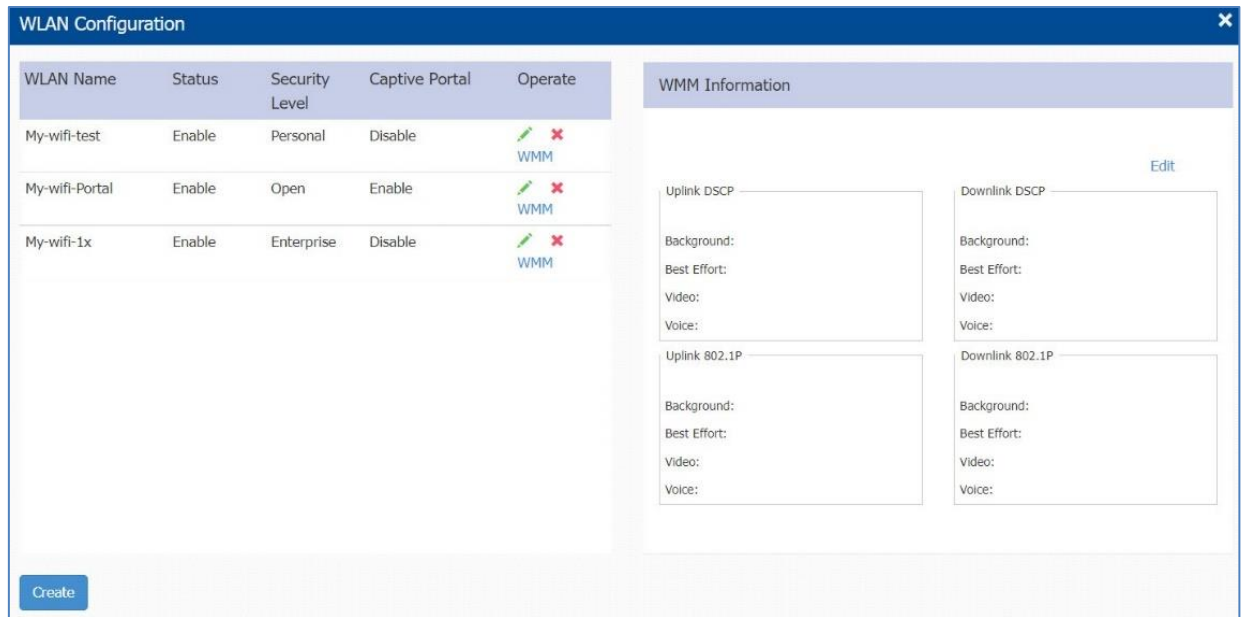 WLAN Configuration
WLAN Name Status Security Level Captive Portal Operate
My-wifi-test Enable Personal Disable
WMM
My-wifi-Portal Enable Open Enable
WMM
My-wifi-1x Enable Enterprise Disable
WMM
Create
WMM Information
Edit
Uplink DSCP
Background:
Best Effort:
Video:
Voice:
Downlink DSCP
Background:
Best Effort:
Video:
Voice:
Uplink 802.1P
Background:
Best Effort:
Video:
Voice:
Downlink 802.1P
Background:
Best Effort:
Video:
Voice: